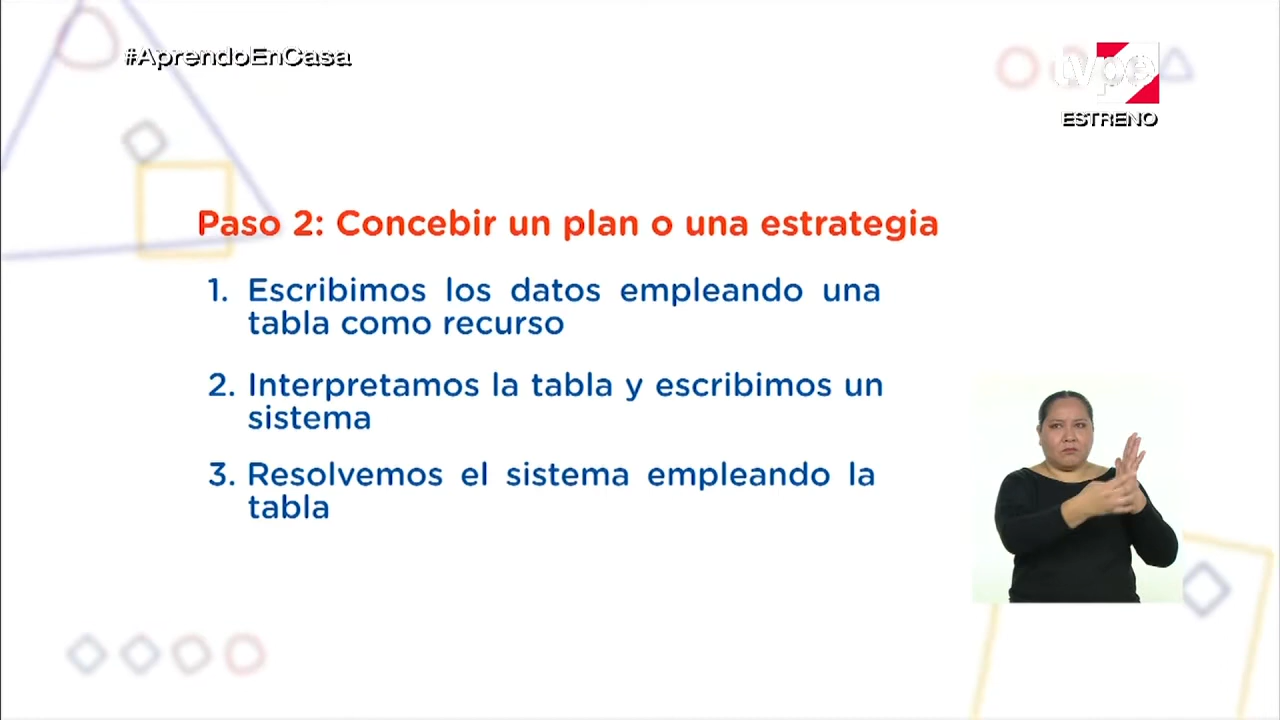 #AprendoEnCasa
tvpe
ESTRENO
Paso 2: Concebir un plan o una estrategia
1. Escribimos los datos empleando una
tabla como recurso
2. Interpretamos la tabla y escribimos un
sistema
3. Resolvemos el sistema empleando la
tabla